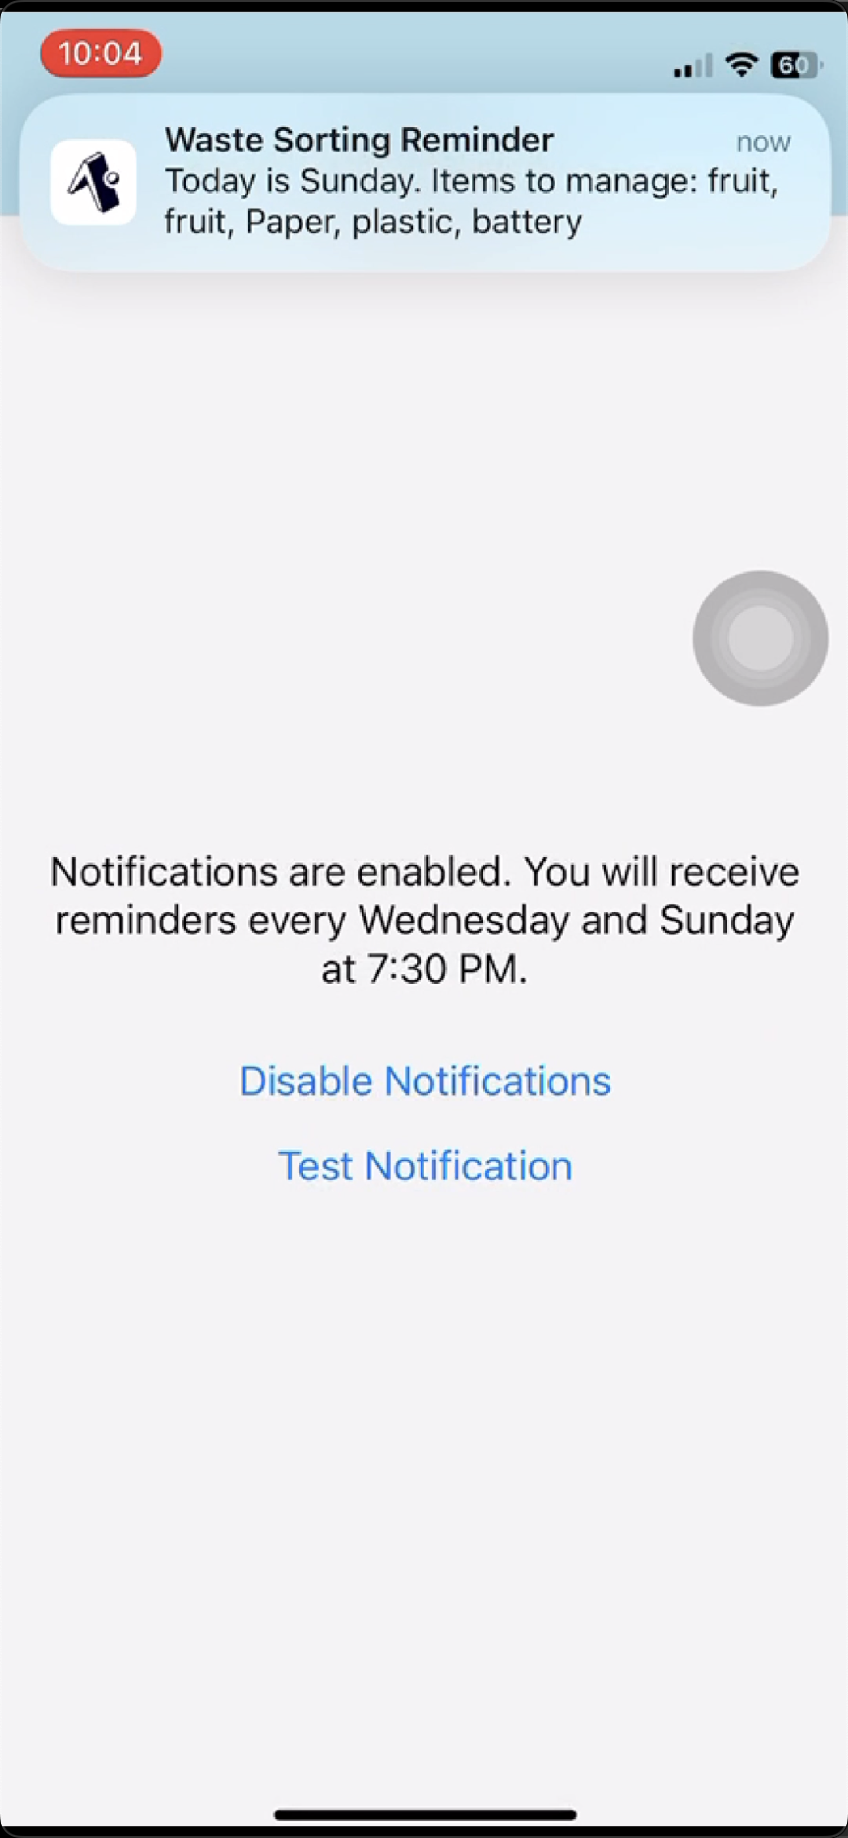 10:04
60
Waste Sorting Reminder
now
Today is Sunday. Items to manage: fruit,
fruit, Paper, plastic, battery
Notifications are enabled. You will receive
reminders every Wednesday and Sunday
at 7:30 PM.
Disable Notifications
Test Notification